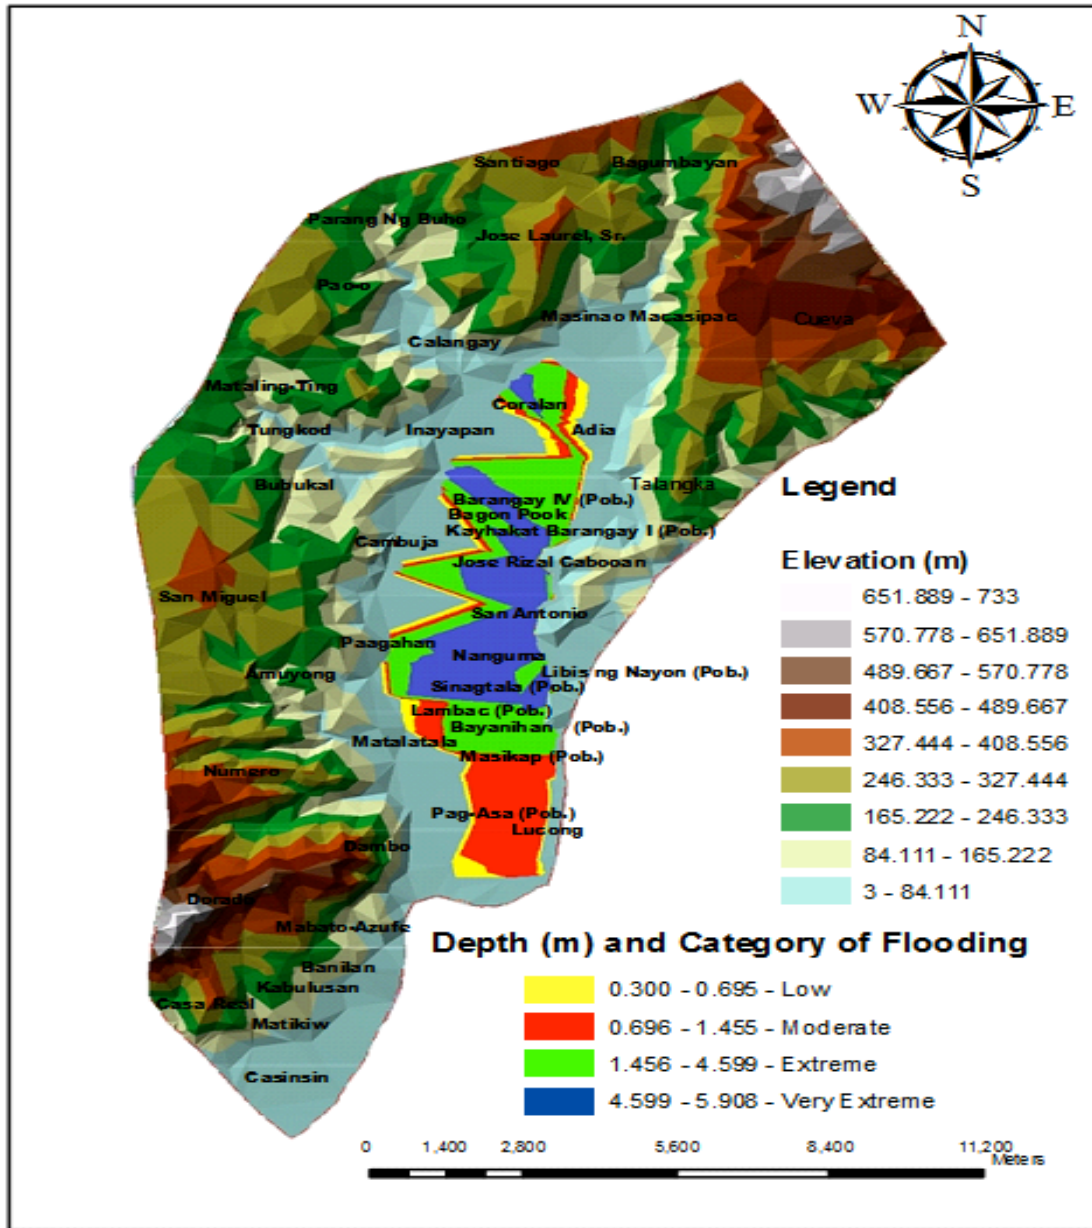 N
W E
S
Santiago Bagumbayan
Parang Ng Buho
Jose Laurel, Sr.
Pao-o
Masinao Macasipac Cueva
Calangay
Mataling-Ting
Coralan
Tungkod Inayapan Adia
Bubukal Talangka
Barangay IV (Pob.)
Bagon Pook
Kayhakat Barangay I (Pob.)
Cambuja
Jose Rizal Cabooan
San Miguel
San Antonio
Paagahan
Nanguma
Amuyong Libis ng Nayon (Pob.)
Sinagtala (Pob.)
Lambac (Pob.)
Bayanihan (Pob.)
Matalatala
Masikap (Pob.)
Numero
Pag-Asa (Pob.)
Lucong
Dambo
Dorado
Mabato-Azufe
Banilan
Kabulusan
Casa Real
Matikiw
Casinsin
Legend
Elevation (m)
651.889 - 733
570.778 - 651.889
489.667 - 570.778
408.556 - 489.667
327.444 - 408.556
246.333 - 327.444
165.222 - 246.333
84.111 - 165.222
3 - 84.111
Depth (m) and Category of Flooding
0.300 - 0.695 - Low
0.696 - 1.455 - Moderate
1.456 - 4.599 - Extreme
4.599 - 5.908 - Very Extreme
0 1,400 2,800 5,600 8,400 11,200
Meters